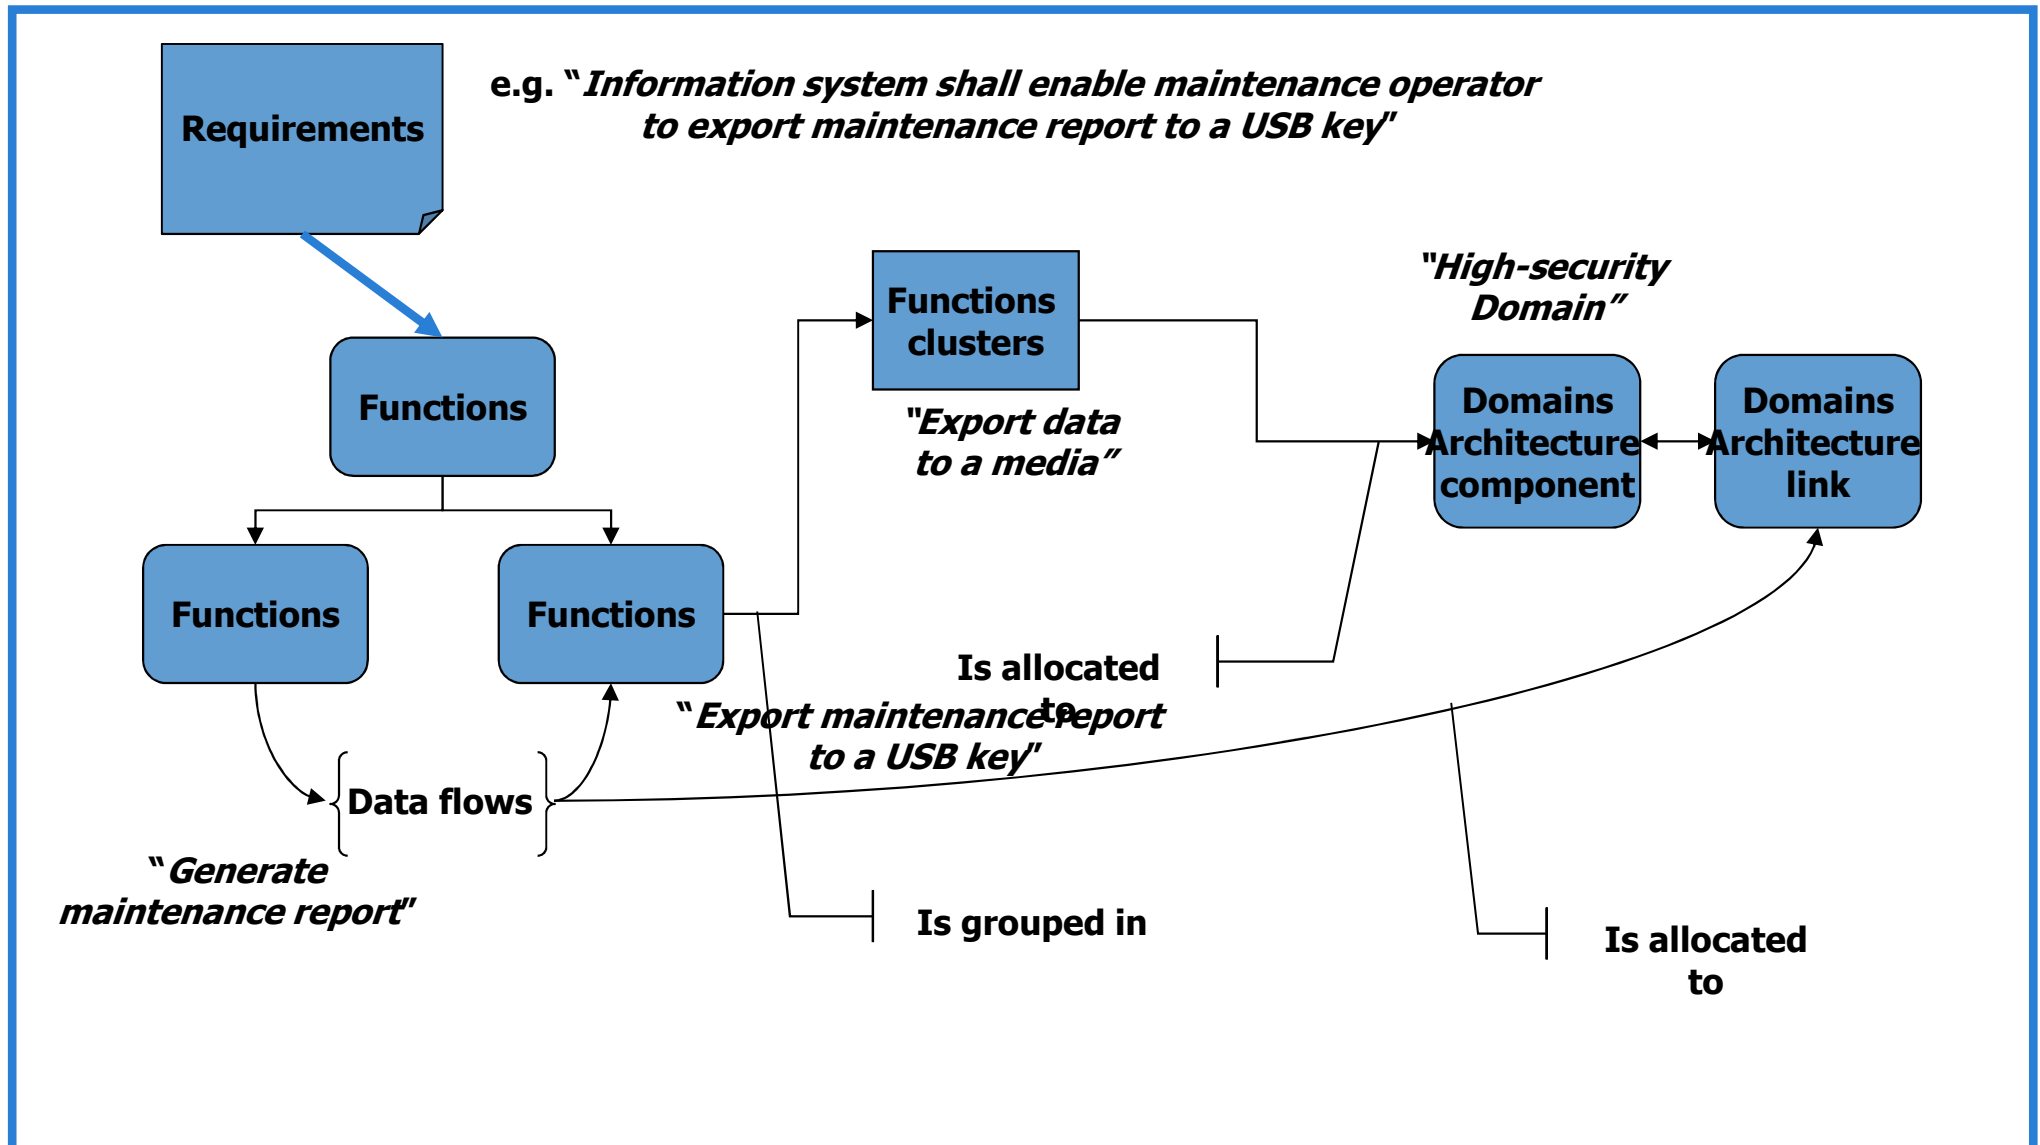 Requirements
e.g. “Information system shall enable maintenance operator
to export maintenance report to a USB key”
Functions
clusters
“High-security
Domain”
Functions
“Export data
to a media”
Domains
Architecture
component
Domains
Architecture
link
Functions
Functions
Is allocated
to
“Export maintenance report
to a USB key”
Data flows
“Generate
maintenance report”
Is grouped in
Is allocated
to